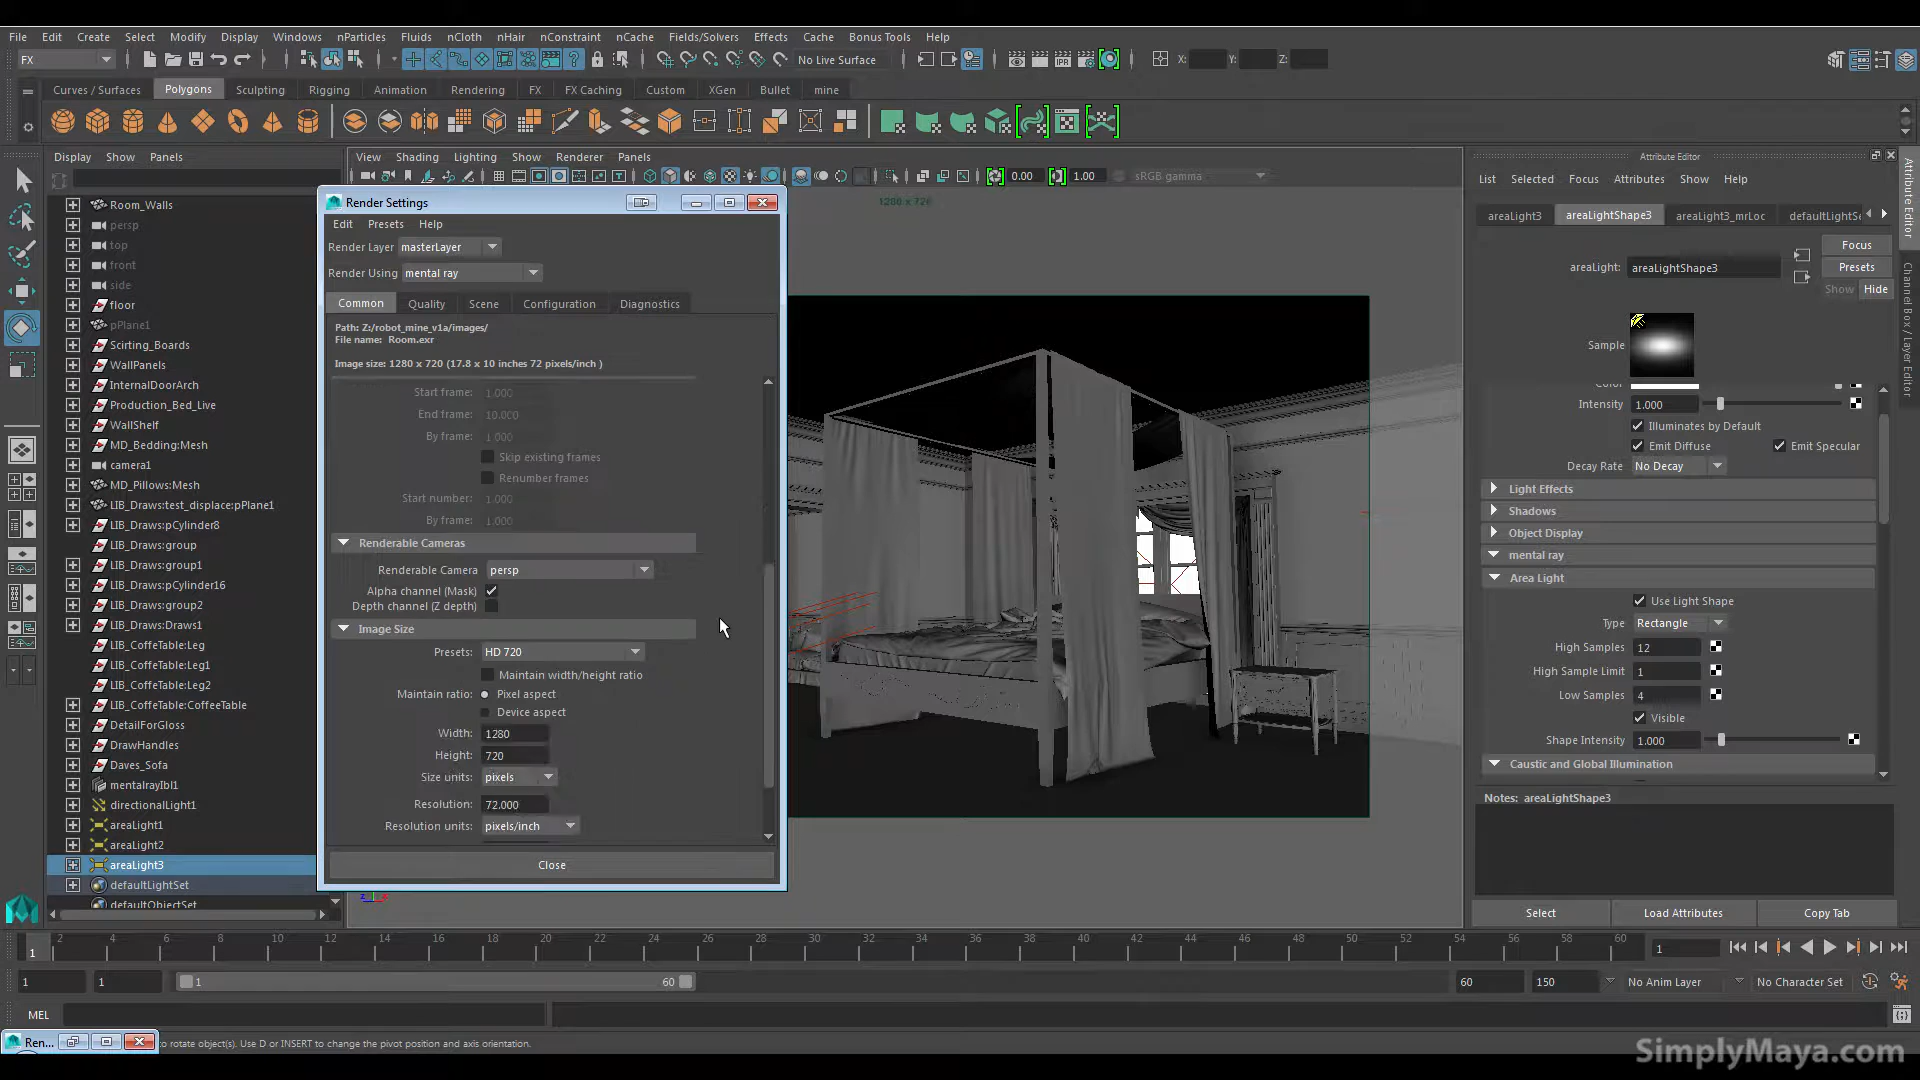 File Edit Create Select Modify Display Windows nParticles Fluids nCloth nHair nConstraint nCache Fields/Solvers Effects Cache Bonus Tools Help
FX No Live Surface IPR X: Y: Z:
Curves / Surfaces Polygons Sculpting Rigging Animation Rendering FX FX Caching Custom XGen Bullet mine
Display Show Panels
View Shading Lighting Show Renderer Panels
0.00 1.00 sRGB gamma
1280 x 720
Room_Walls
persp
top
front
side
floor
pPlane1
Scirting_Boards
WallPanels
InternalDoorArch
Production_Bed_Live
WallShelf
MD_Bedding:Mesh
camera1
MD_Pillows:Mesh
LIB_Draws:test_displace:pPlane1
LIB_Draws:pCylinder8
LIB_Draws:group
LIB_Draws:group1
LIB_Draws:pCylinder16
LIB_Draws:group2
LIB_Draws:Draws1
LIB_CoffeTable:Leg
LIB_CoffeTable:Leg1
LIB_CoffeTable:Leg2
LIB_CoffeTable:CoffeeTable
DetailForGloss
DrawHandles
Daves_Sofa
mentalrayIbl1
directionalLight1
areaLight1
areaLight2
areaLight3
defaultLightSet
defaultObjectSet
Render Settings
Edit Presets Help
Render Layer masterLayer
Render Using mental ray
Common Quality Scene Configuration Diagnostics
Path: Z:/robot_mine_v1a/images/
File name: Room.exr
Image size: 1280 x 720 (17.8 x 10 inches 72 pixels/inch )
Start frame: 1.000
End frame: 10.000
By frame: 1.000
Skip existing frames
Renumber frames
Start number: 1.000
By frame: 1.000
Renderable Cameras
Renderable Camera persp
Alpha channel (Mask)
Depth channel (Z depth)
Image Size
Presets: HD 720
Maintain width/height ratio
Maintain ratio: Pixel aspect
Device aspect
Width: 1280
Height: 720
Size units: pixels
Resolution: 72.000
Resolution units: pixels/inch
Close
Attribute Editor
List Selected Focus Attributes Show Help
areaLight3 areaLightShape3 areaLight3_mrLoc defaultLightSe
Focus
areaLight: areaLightShape3 Presets
Show Hide
Sample
Color
Intensity 1.000
Illuminates by Default
Emit Diffuse Emit Specular
Decay Rate No Decay
Light Effects
Shadows
Object Display
mental ray
Area Light
Use Light Shape
Type Rectangle
High Samples 12
High Sample Limit 1
Low Samples 4
Visible
Shape Intensity 1.000
Caustic and Global Illumination
Notes: areaLightShape3
Select Load Attributes Copy Tab
Attribute Editor
Channel Box / Layer Editor
1 2 4 6 8 10 12 14 16 18 20 22 24 26 28 30 32 34 36 38 40 42 44 46 48 50 52 54 56 58 60 1
1 1 1 60 60 150 No Anim Layer No Character Set
MEL
Ren... to rotate object(s). Use D or INSERT to change the pivot position and axis orientation.
SimplyMaya.com